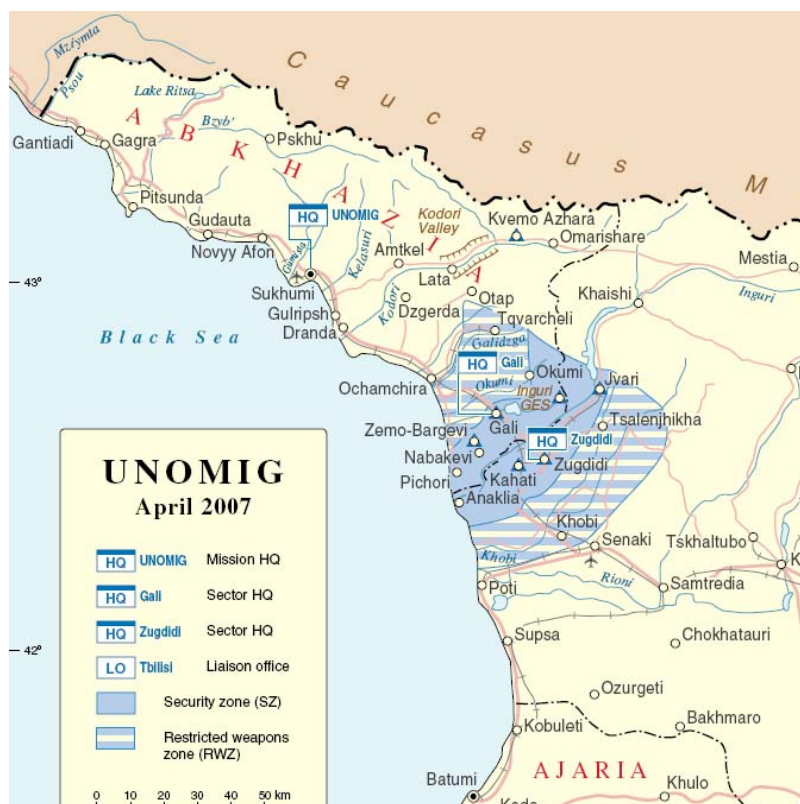 Mziymta
Psou
Lake Ritsa
Bzyb'
Caucasus M
ABKHAZIA
Gantiadi
Gagra
Pskhu
Pitsunda
HQ UNOMIG
Kodori
Valley
Kvemo Azhara
Omarishare
Gudauta
Novyy Afon
Gumista
Kelasuri
Amtkel
Mestia
43°
Lata
Sukhumi
Kodori
Otap
Khaishi
Inguri
Gulripsh
Dzgerda
Dranda
Tqvarcheli
Black Sea
Galidzga
HQ Gali
Okumi
Okumi
Jvari
Ochamchira
Inguri
GES
Gali
Tsalenjhikha
Zemo-Bargevi
HQ Zugdidi
Nabakevi
Zugdidi
Pichori
Kahati
Anaklia
Khobi
Senaki
Tskhaltubo
K
Khobi
Poti
Rioni
Samtredia
Supsa
Chokhatauri
42°
Ozurgeti
Kobuleti
Bakhmaro
AJARIA
Batumi
Khulo
UNOMIG
April 2007
HQ UNOMIG Mission HQ
HQ Gali Sector HQ
HQ Zugdidi Sector HQ
LO Tbilisi Liaison office
Security zone (SZ)
Restricted weapons
zone (RWZ)
0 10 20 30 40 50 km